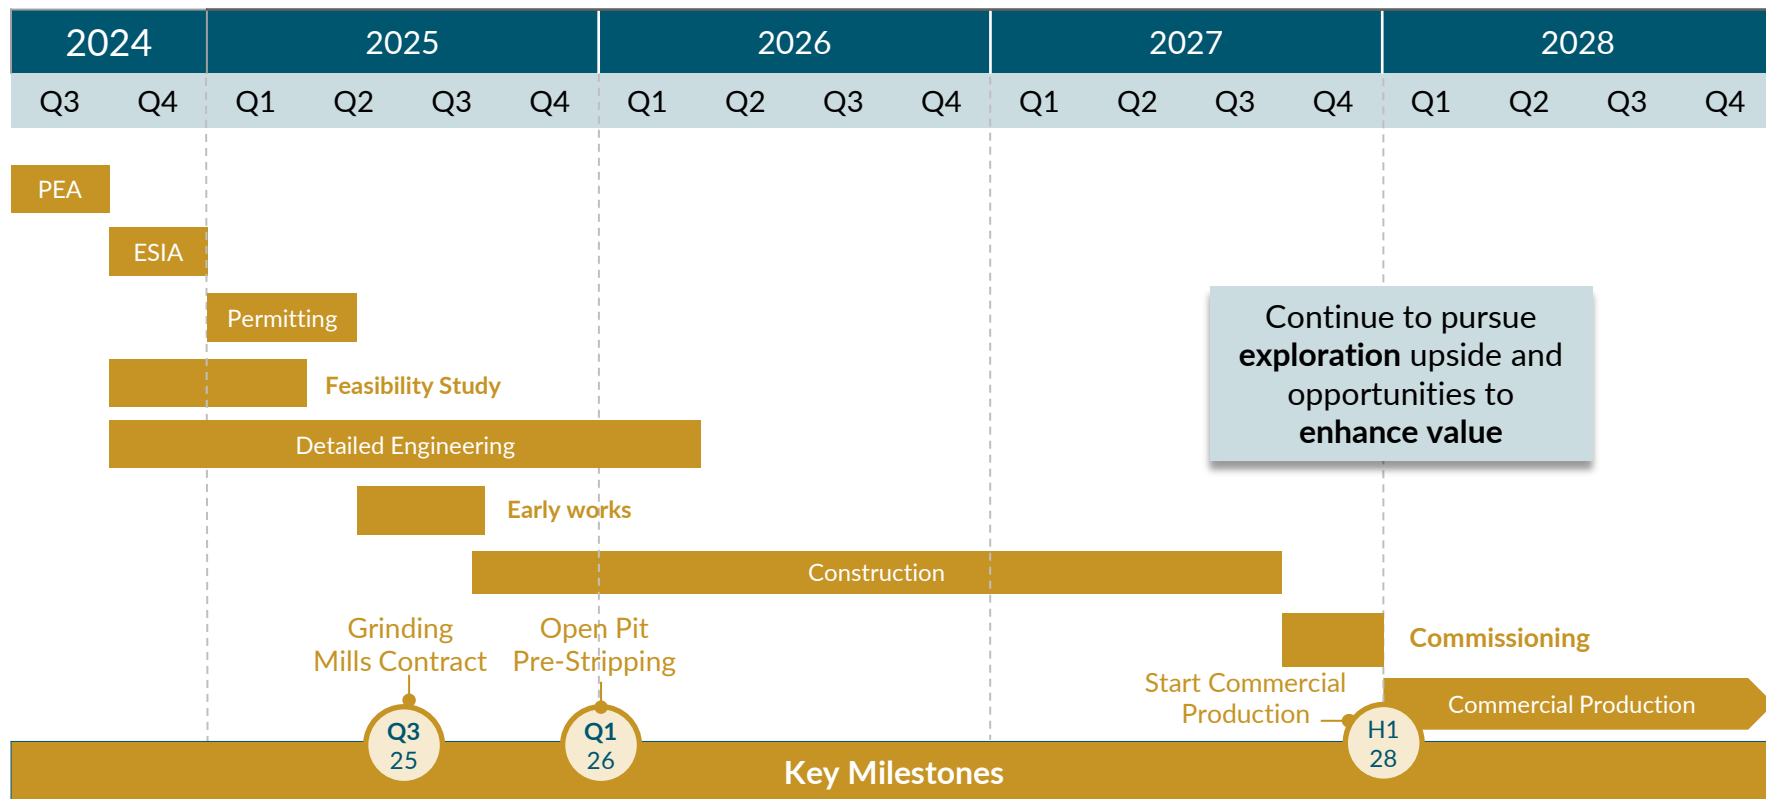 2024 2025 2026 2027 2028
Q3 Q4 Q1 Q2 Q3 Q4 Q1 Q2 Q3 Q4 Q1 Q2 Q3 Q4 Q1 Q2 Q3 Q4
PEA
ESIA
Permitting
Feasibility Study
Detailed Engineering
Early works
Construction
Continue to pursue
exploration upside and
opportunities to
enhance value
Commissioning
Commercial Production
Grinding
Mills Contract
Open Pit
Pre-Stripping
Start Commercial
Production
Q3
25
Q1
26
H1
28
Key Milestones